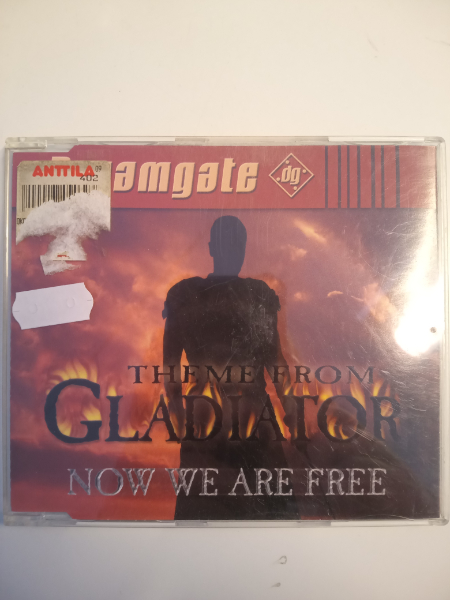 ANTTILA
amgate
dg
THEME FROM
GLADIATOR
NOW WE ARE FREE